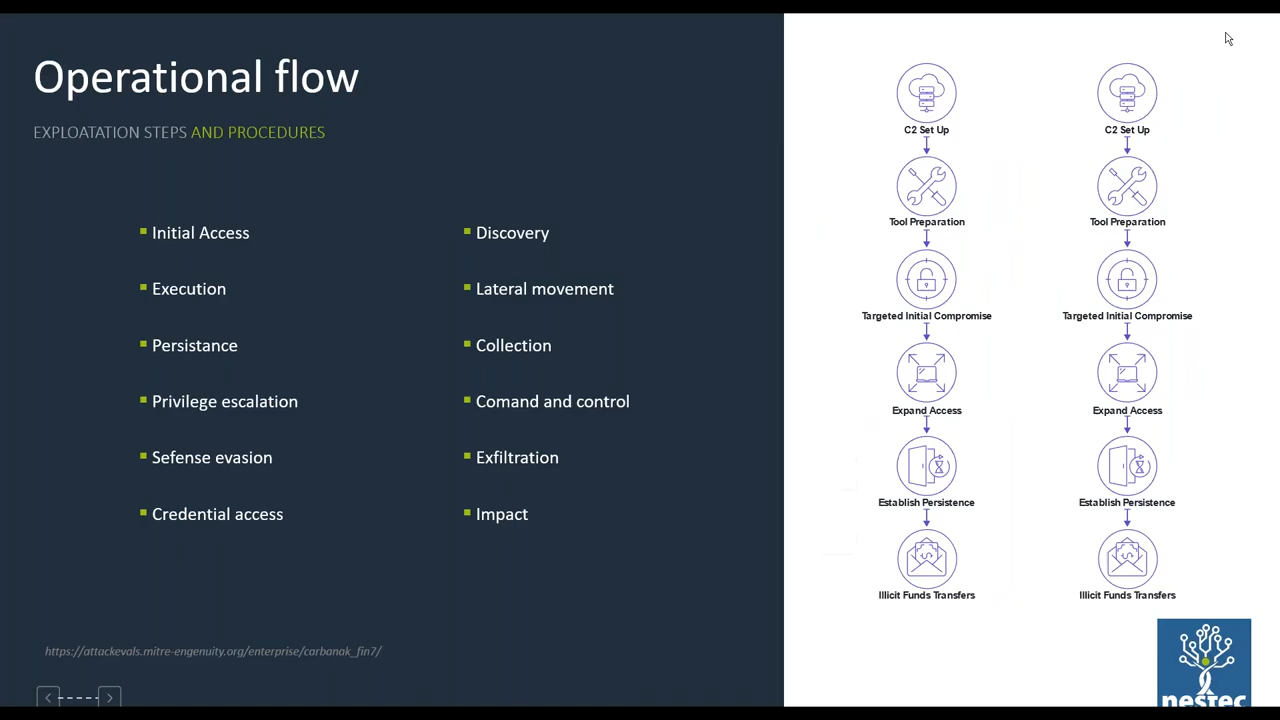 Operational flow
EXPLOATATION STEPS AND PROCEDURES
Initial Access
Execution
Persistance
Privilege escalation
Sefense evasion
Credential access
Discovery
Lateral movement
Collection
Comand and control
Exfiltration
Impact
https://attackevals.mitre-engenuity.org/enterprise/carbanak_fin7/
C2 Set Up
Tool Preparation
Targeted Initial Compromise
Expand Access
Establish Persistence
Illicit Funds Transfers
C2 Set Up
Tool Preparation
Targeted Initial Compromise
Expand Access
Establish Persistence
Illicit Funds Transfers
nestec